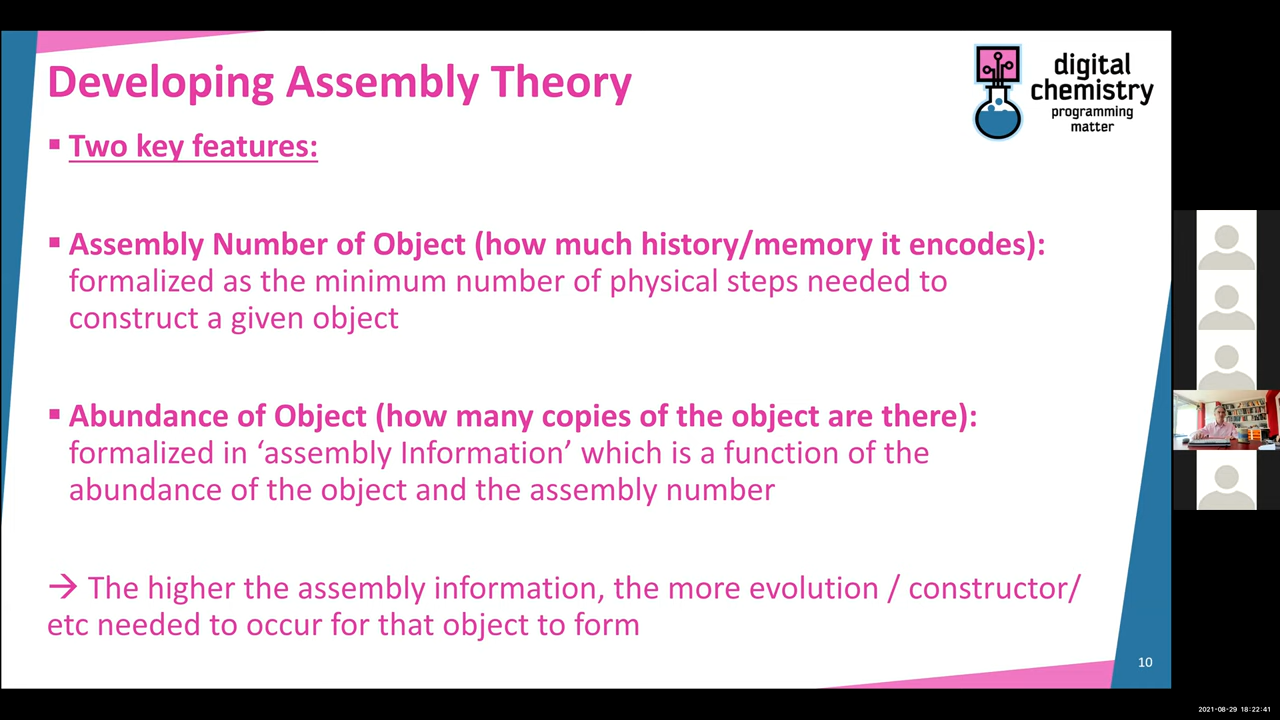 Developing Assembly Theory
digital
chemistry
programming
matter
▪ Two key features:
▪ Assembly Number of Object (how much history/memory it encodes):
formalized as the minimum number of physical steps needed to
construct a given object
▪ Abundance of Object (how many copies of the object are there):
formalized in ‘assembly Information’ which is a function of the
abundance of the object and the assembly number
→ The higher the assembly information, the more evolution / constructor/
etc needed to occur for that object to form
10
2021-08-29 18:22:41